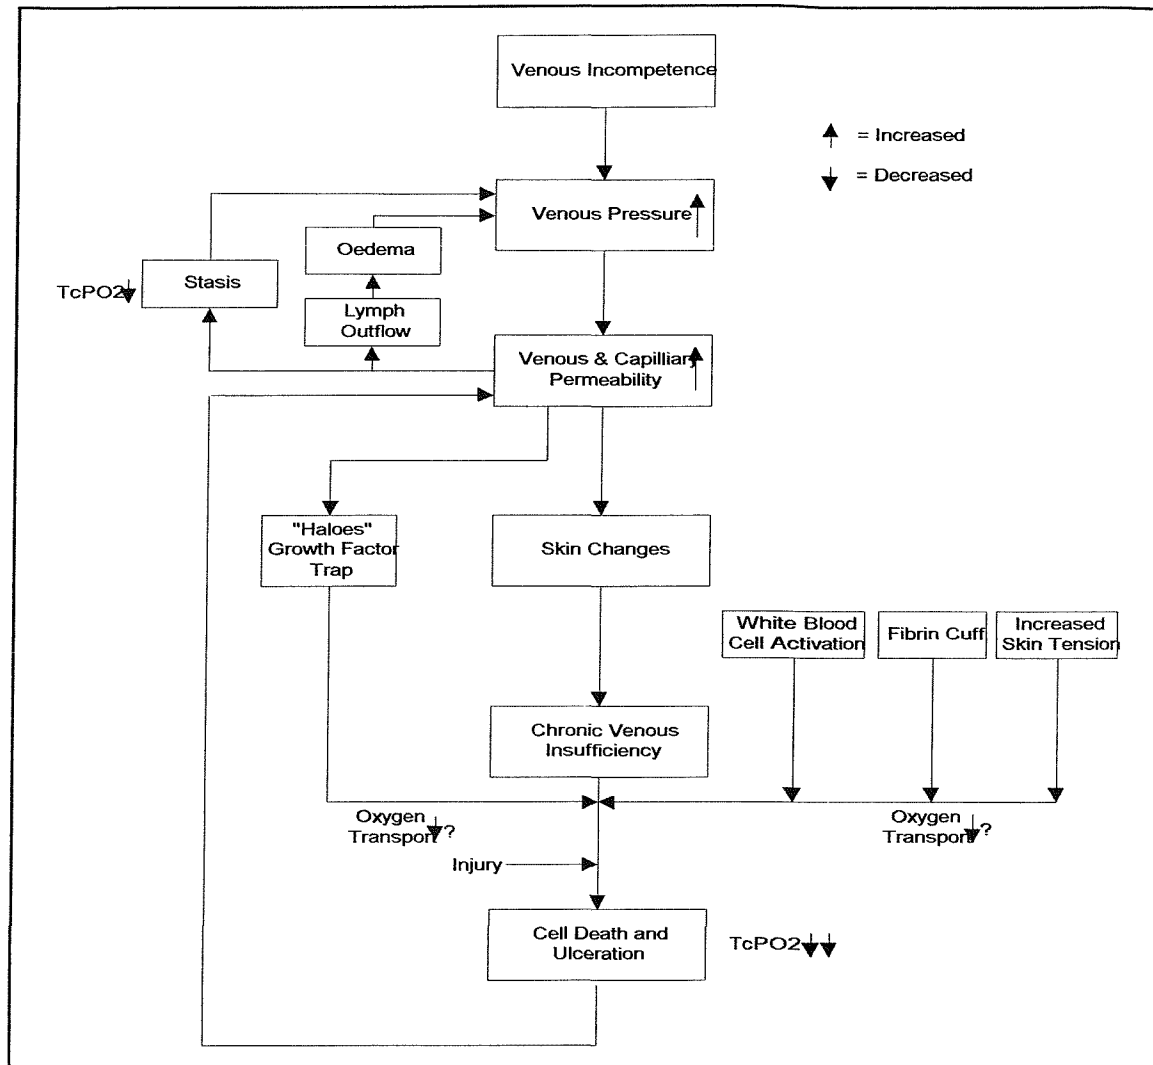 Venous Incompetence
= Increased
= Decreased
Venous Pressure
Oedema
Stasis
TcPO2
Lymph
Outflow
Venous & Capilliary
Permeability
"Haloes"
Growth Factor
Trap
Skin Changes
White Blood
Cell Activation
Fibrin Cuff
Increased
Skin Tension
Chronic Venous
Insufficiency
Oxygen
Transport ?
Oxygen
Transport ?
Injury
Cell Death and
Ulceration
TcPO2